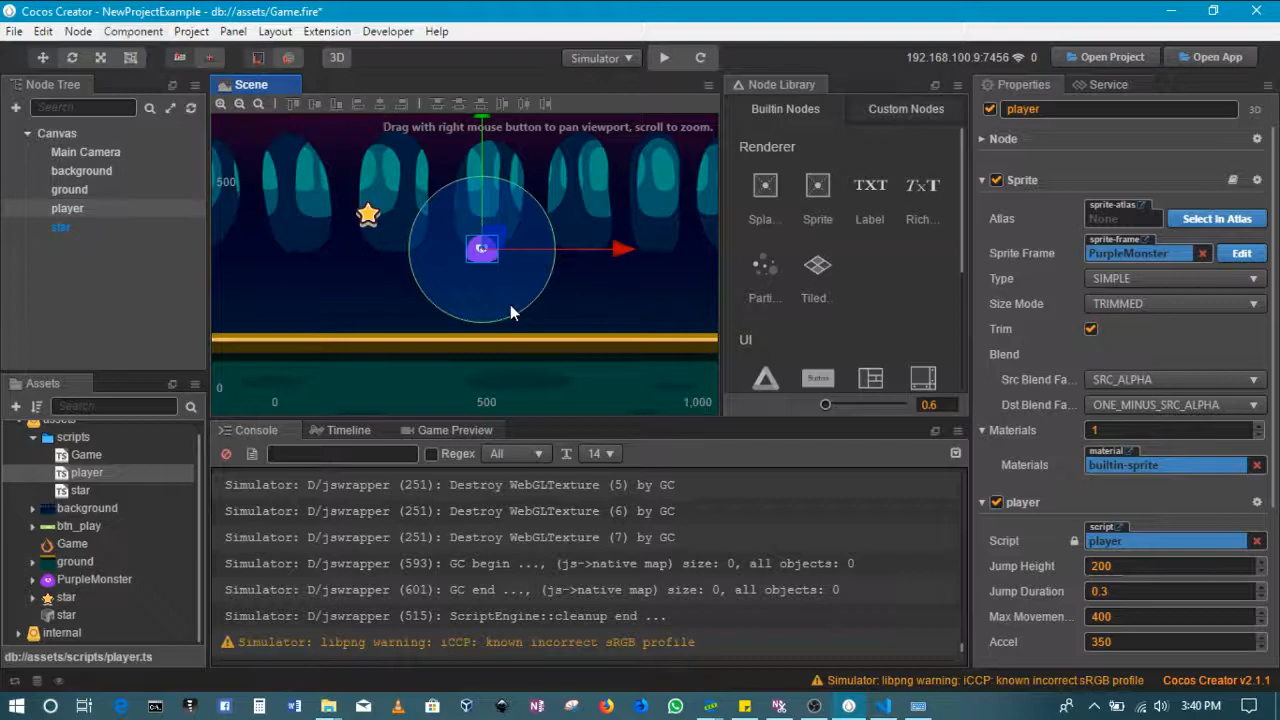 Cocos Creator - NewProjectExample - db://assets/Game.fire*
File Edit Node Component Project Panel Layout Extension Developer Help
3D
Simulator
192.168.100.9:7456 0
Open Project
Open App
Node Tree
Search...
Canvas
Main Camera
background
ground
player
star
Scene
Drag with right mouse button to pan viewport, scroll to zoom.
500
0
0 500 1,000
Node Library
Builtin Nodes Custom Nodes
Renderer
TXT TxT
Spla... Sprite Label Rich...
Parti... Tiled...
UI
Button
0.6
Properties
Service
player
3D
Node
Sprite
Atlas
sprite-atlas
None
Select In Atlas
Sprite Frame
sprite-frame
PurpleMonster
Edit
Type SIMPLE
Size Mode TRIMMED
Trim
Blend
Src Blend Fa... SRC_ALPHA
Dst Blend Fa... ONE_MINUS_SRC_ALPHA
Materials 1
material
Materials builtin-sprite
player
script
Script player
Jump Height 200
Jump Duration 0.3
Max Movemen... 400
Accel 350
Assets
Search...
assets
scripts
TS Game
TS player
TS star
background
btn_play
Game
ground
PurpleMonster
star
star
internal
db://assets/scripts/player.ts
Console Timeline Game Preview
Regex All 14
Simulator: D/jswrapper (251): Destroy WebGLTexture (5) by GC
Simulator: D/jswrapper (251): Destroy WebGLTexture (6) by GC
Simulator: D/jswrapper (251): Destroy WebGLTexture (7) by GC
Simulator: D/jswrapper (593): GC begin ..., (js->native map) size: 0, all objects: 0
Simulator: D/jswrapper (601): GC end ..., (js->native map) size: 0, all objects: 0
Simulator: D/jswrapper (515): ScriptEngine::cleanup end ...
Simulator: libpng warning: iCCP: known incorrect sRGB profile
Simulator: libpng warning: iCCP: known incorrect sRGB profile
Cocos Creator v2.1.1
3:40 PM